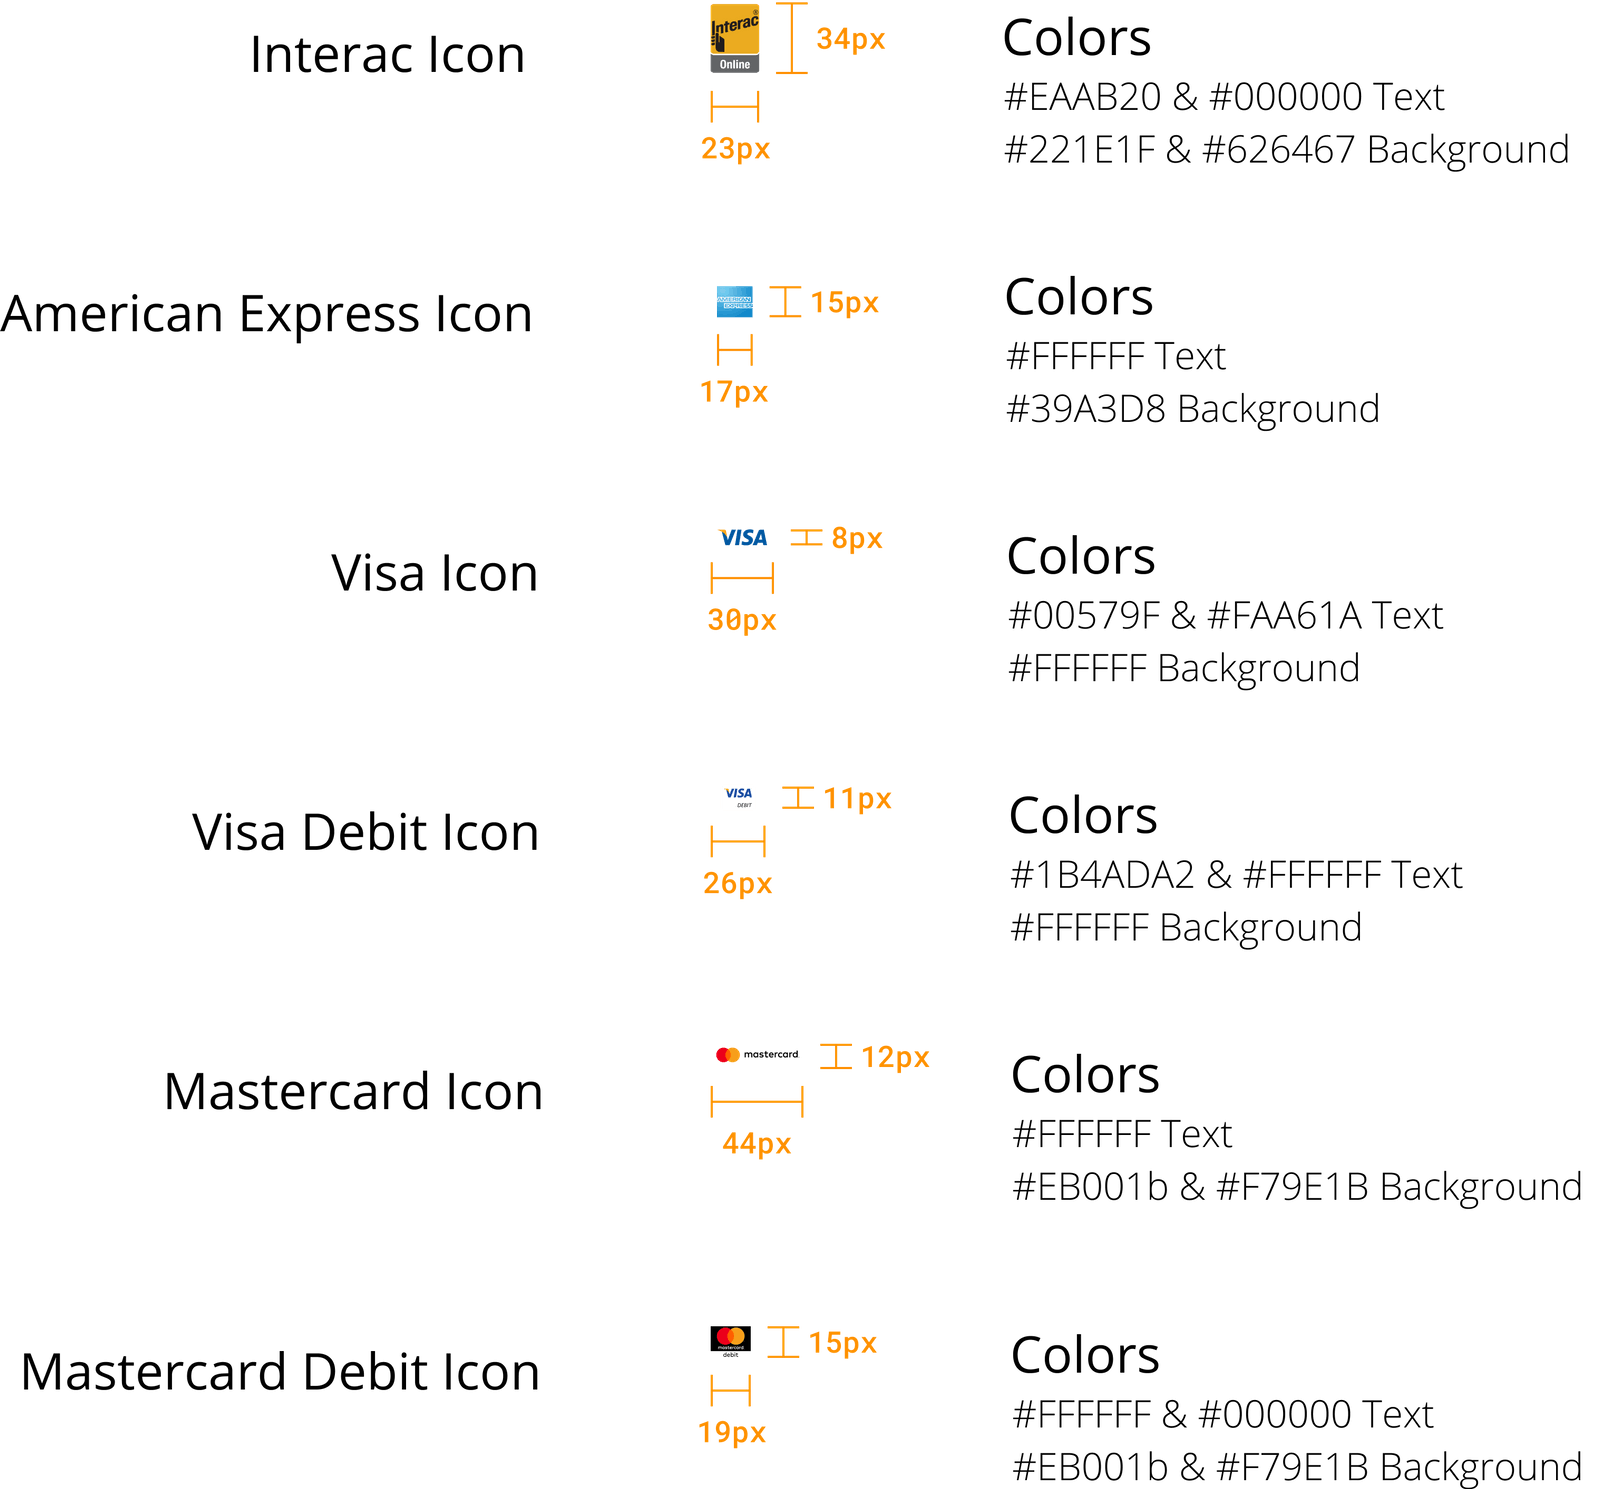 Interac Icon
Interac
®
Online
34px
23px
Colors
#EAAB20 & #000000 Text
#221E1F & #626467 Background
American Express Icon
AMERICAN
EXPRESS
15px
17px
Colors
#FFFFFF Text
#39A3D8 Background
Visa Icon
VISA
8px
30px
Colors
#00579F & #FAA61A Text
#FFFFFF Background
Visa Debit Icon
VISA
DEBIT
11px
26px
Colors
#1B4ADA2 & #FFFFFF Text
#FFFFFF Background
Mastercard Icon
mastercard
12px
44px
Colors
#FFFFFF Text
#EB001b & #F79E1B Background
Mastercard Debit Icon
mastercard
debit
15px
19px
Colors
#FFFFFF & #000000 Text
#EB001b & #F79E1B Background